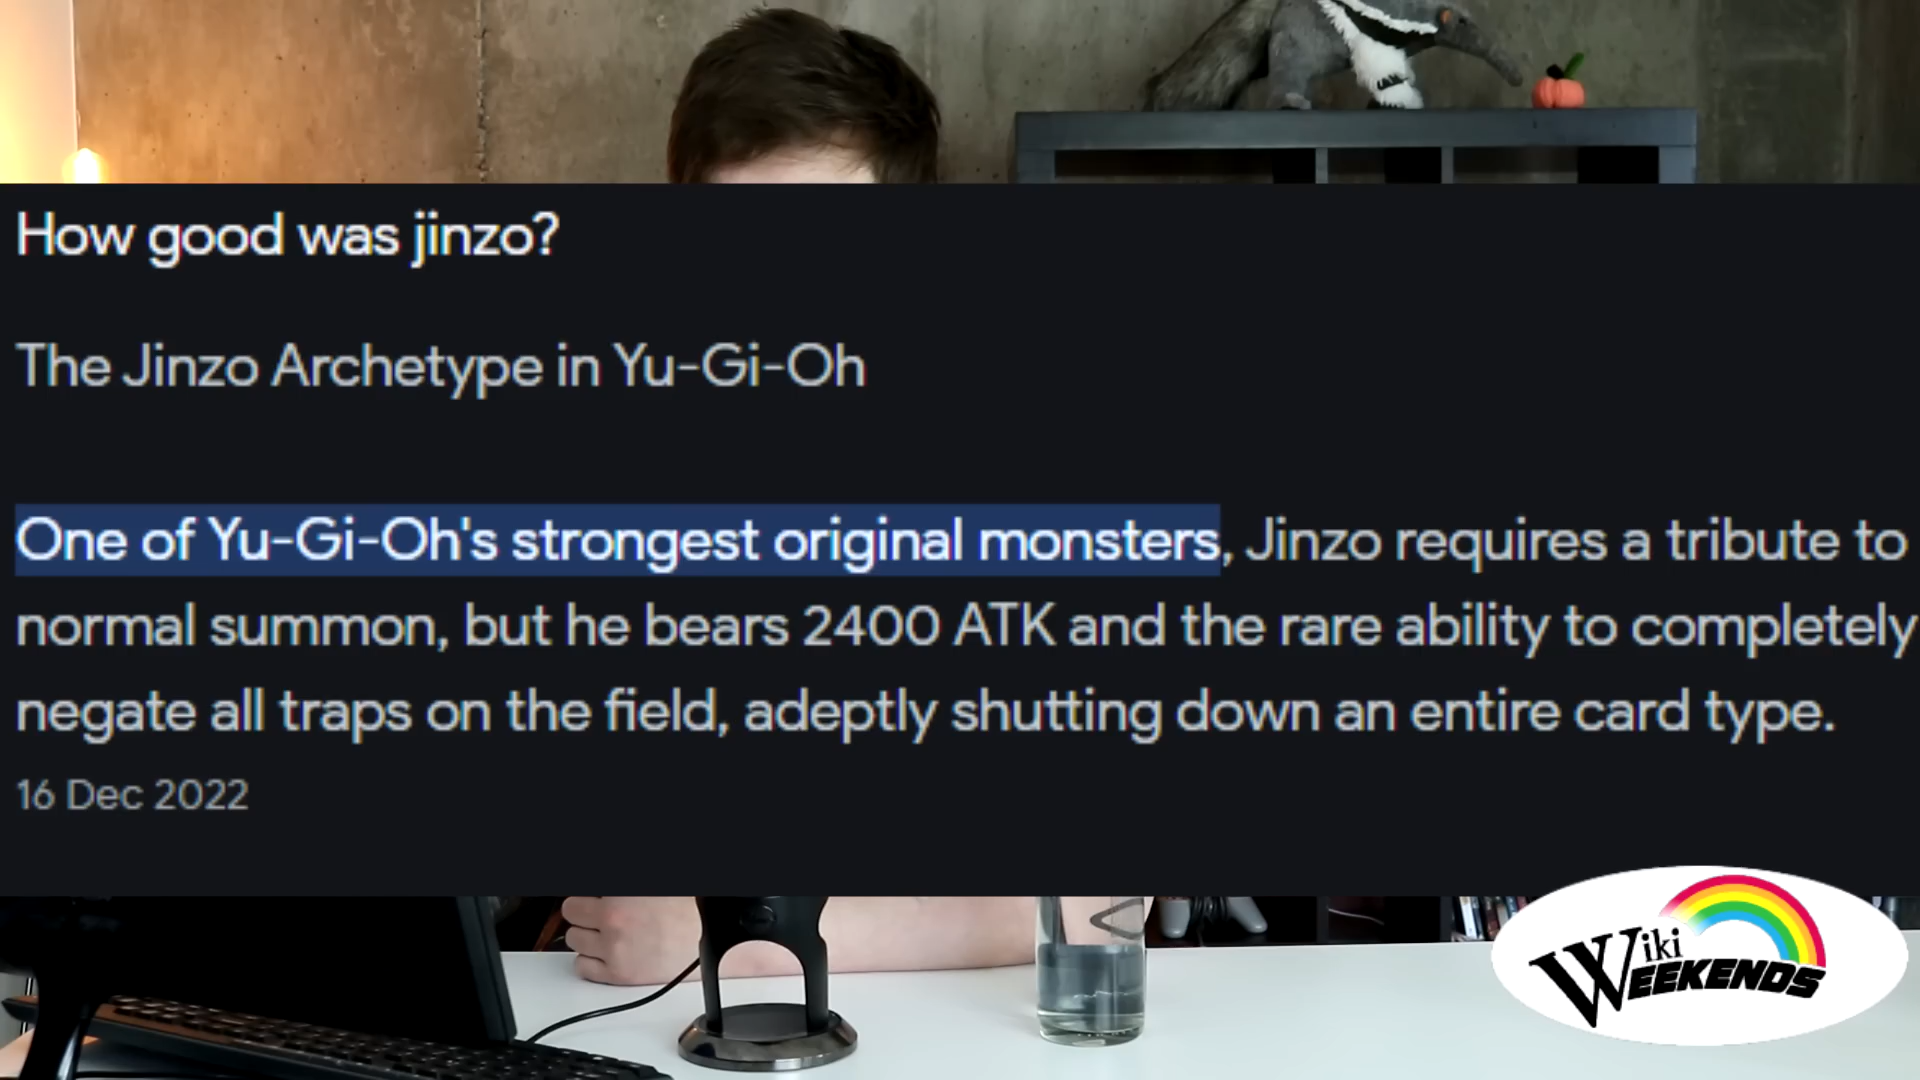 How good was jinzo?
The Jinzo Archetype in Yu-Gi-Oh
One of Yu-Gi-Oh's strongest original monsters, Jinzo requires a tribute to
normal summon, but he bears 2400 ATK and the rare ability to completely
negate all traps on the field, adeptly shutting down an entire card type.
16 Dec 2022
Wiki
WEEKENDS